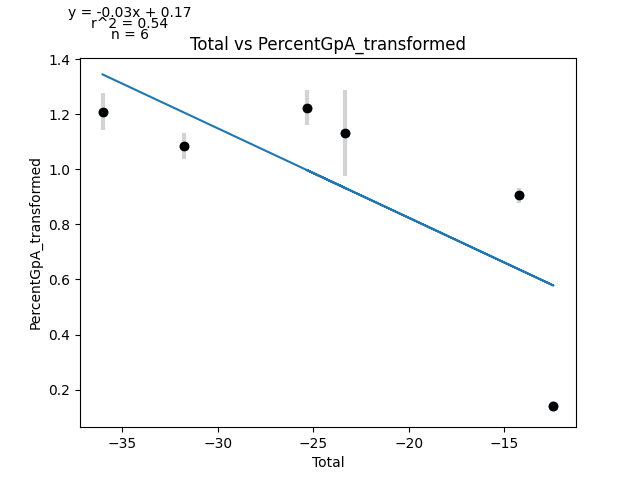 y = -0.03x + 0.17
r^2 = 0.54
n = 6
Total vs PercentGpA_transformed
PercentGpA_transformed
1.4
1.2
1.0
0.8
0.6
0.4
0.2
−35
−30
−25
−20
−15
Total